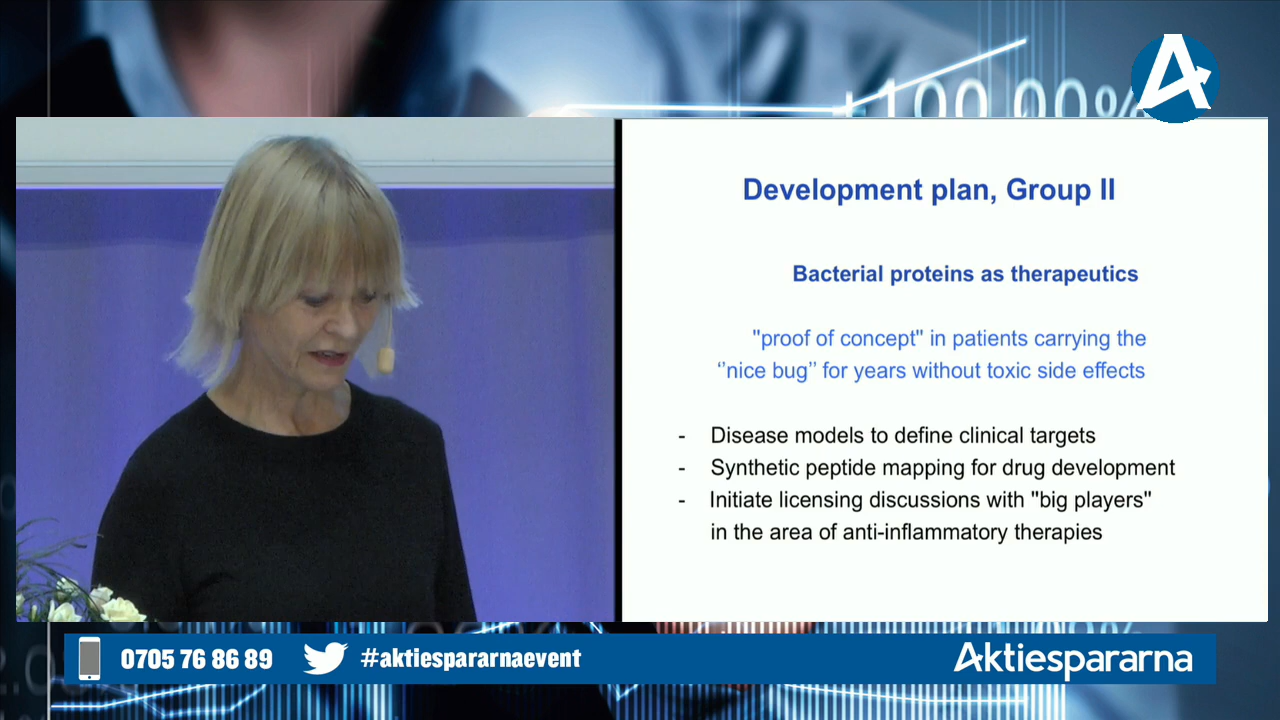 +100,00%
Development plan, Group II
Bacterial proteins as therapeutics
"proof of concept" in patients carrying the
‘’nice bug’’ for years without toxic side effects
- Disease models to define clinical targets
- Synthetic peptide mapping for drug development
- Initiate licensing discussions with "big players"
in the area of anti-inflammatory therapies
0705 76 86 89
#aktiespararnaevent
Aktiespararna